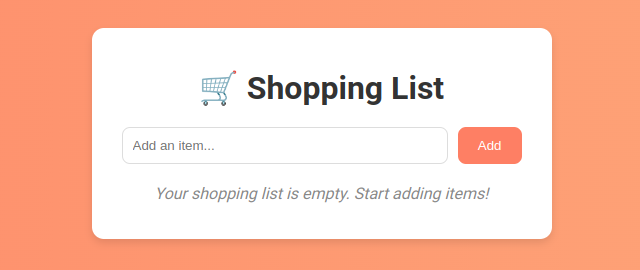 🛒 Shopping List
Add an item...
Add
Your shopping list is empty. Start adding items!